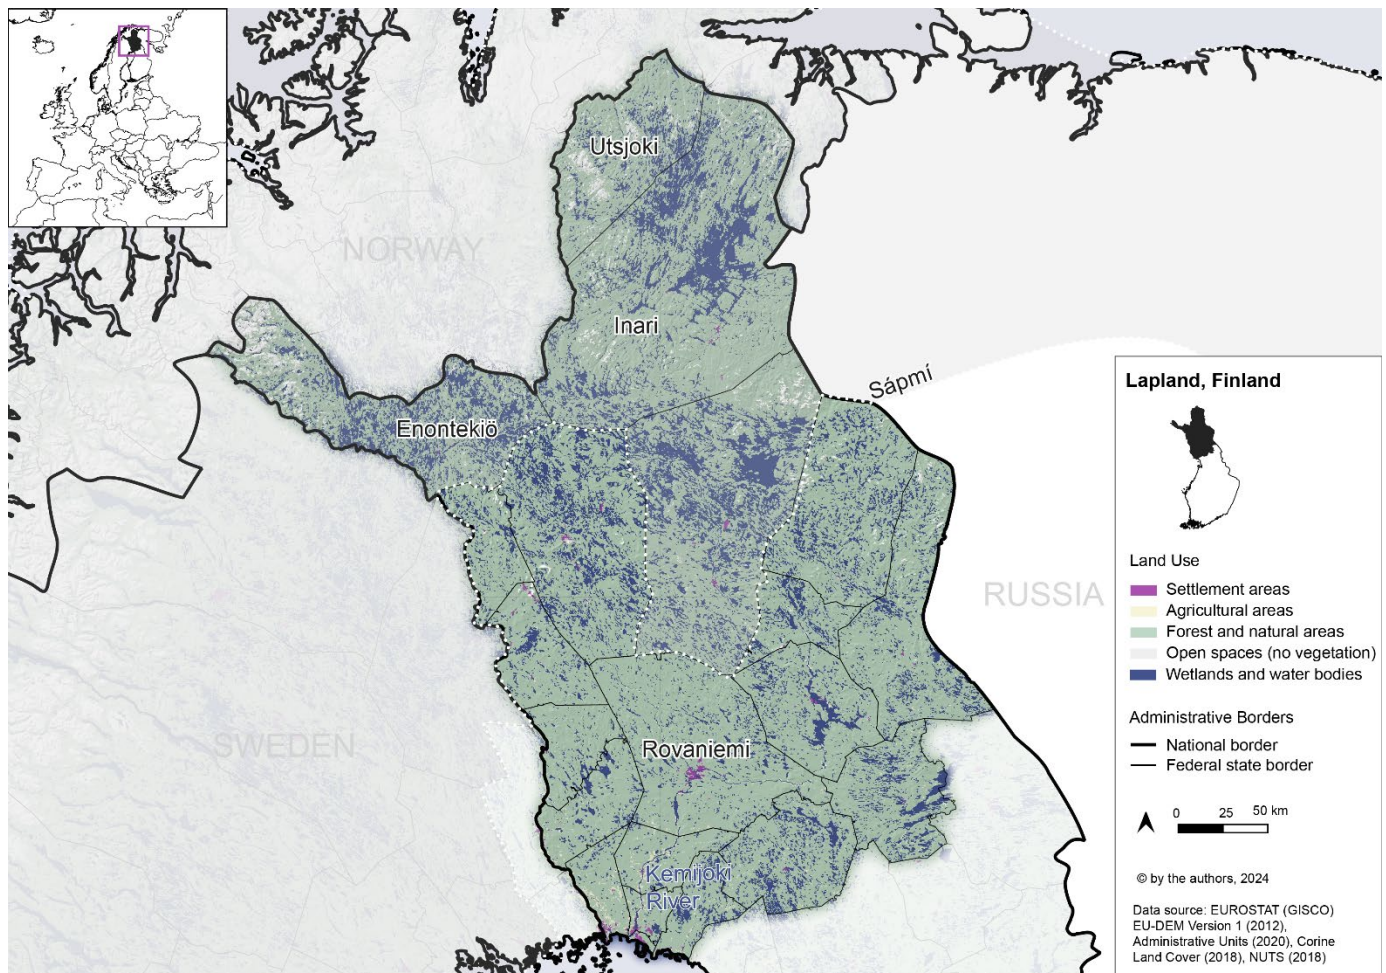 Utsjoki
NORWAY
Inari
Sápmí
Enontekiö
RUSSIA
SWEDEN
Rovaniemi
Kemijoki
River
Lapland, Finland
Land Use
Settlement areas
Agricultural areas
Forest and natural areas
Open spaces (no vegetation)
Wetlands and water bodies
Administrative Borders
National border
Federal state border
0 25 50 km
© by the authors, 2024
Data source: EUROSTAT (GISCO)
EU-DEM Version 1 (2012),
Administrative Units (2020), Corine
Land Cover (2018), NUTS (2018)